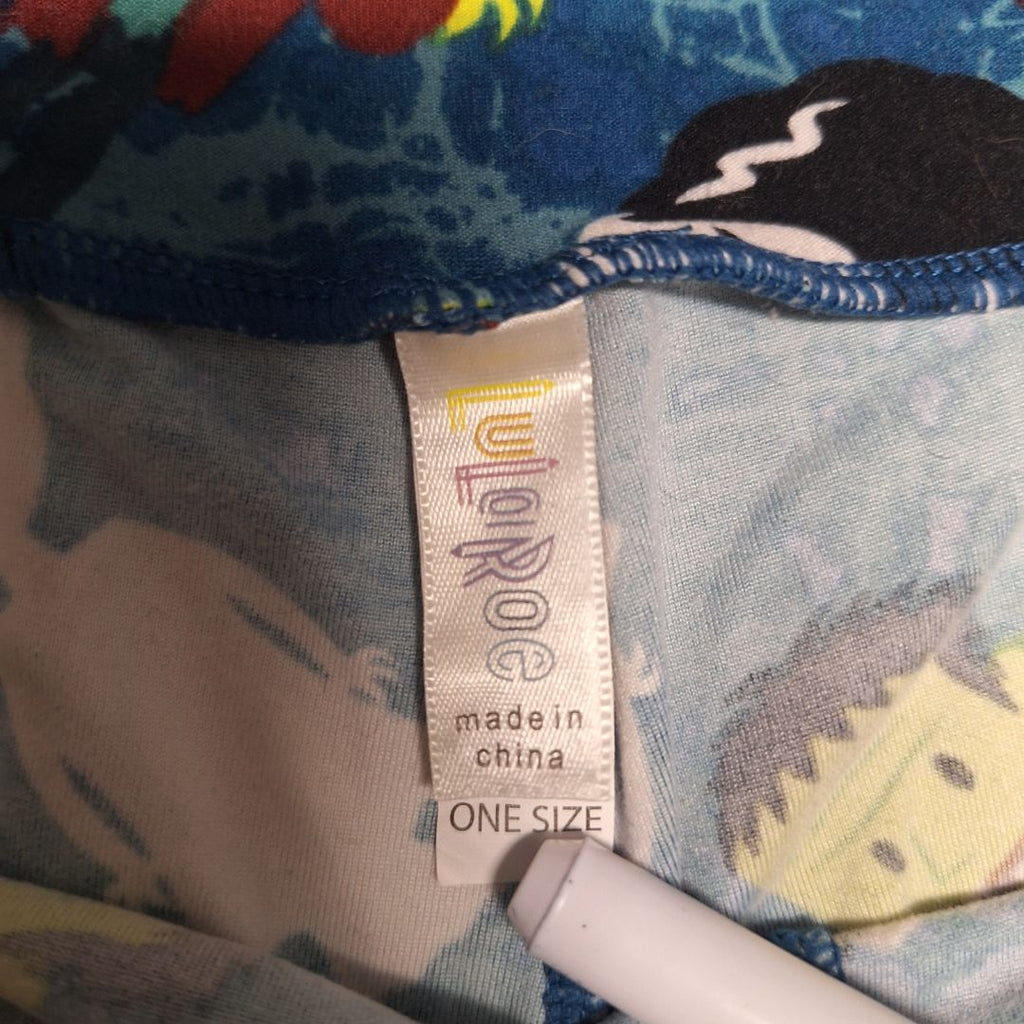 LuLaRoe
made in
china
ONE SIZE